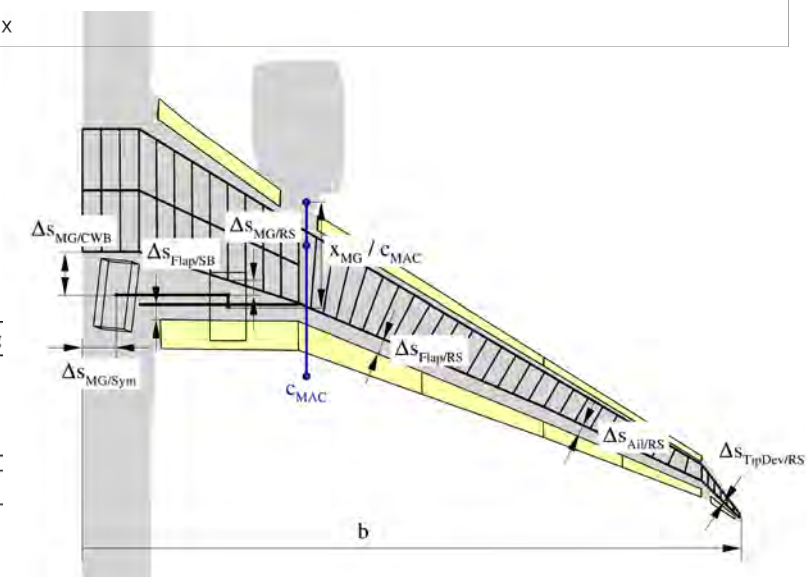 x
Δs_MG/CWB
Δs_Flap/SB
Δs_MG/RS
x_MG / c_MAC
Δs_Flap/RS
Δs_MG/Sym
c_MAC
Δs_Ail/RS
Δs_TipDev/RS
b